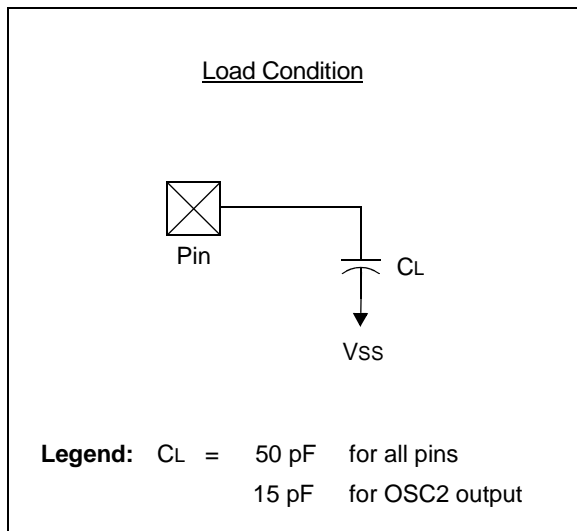 Load Condition
Pin
CL
VSS
Legend: CL = 50 pF for all pins
15 pF for OSC2 output